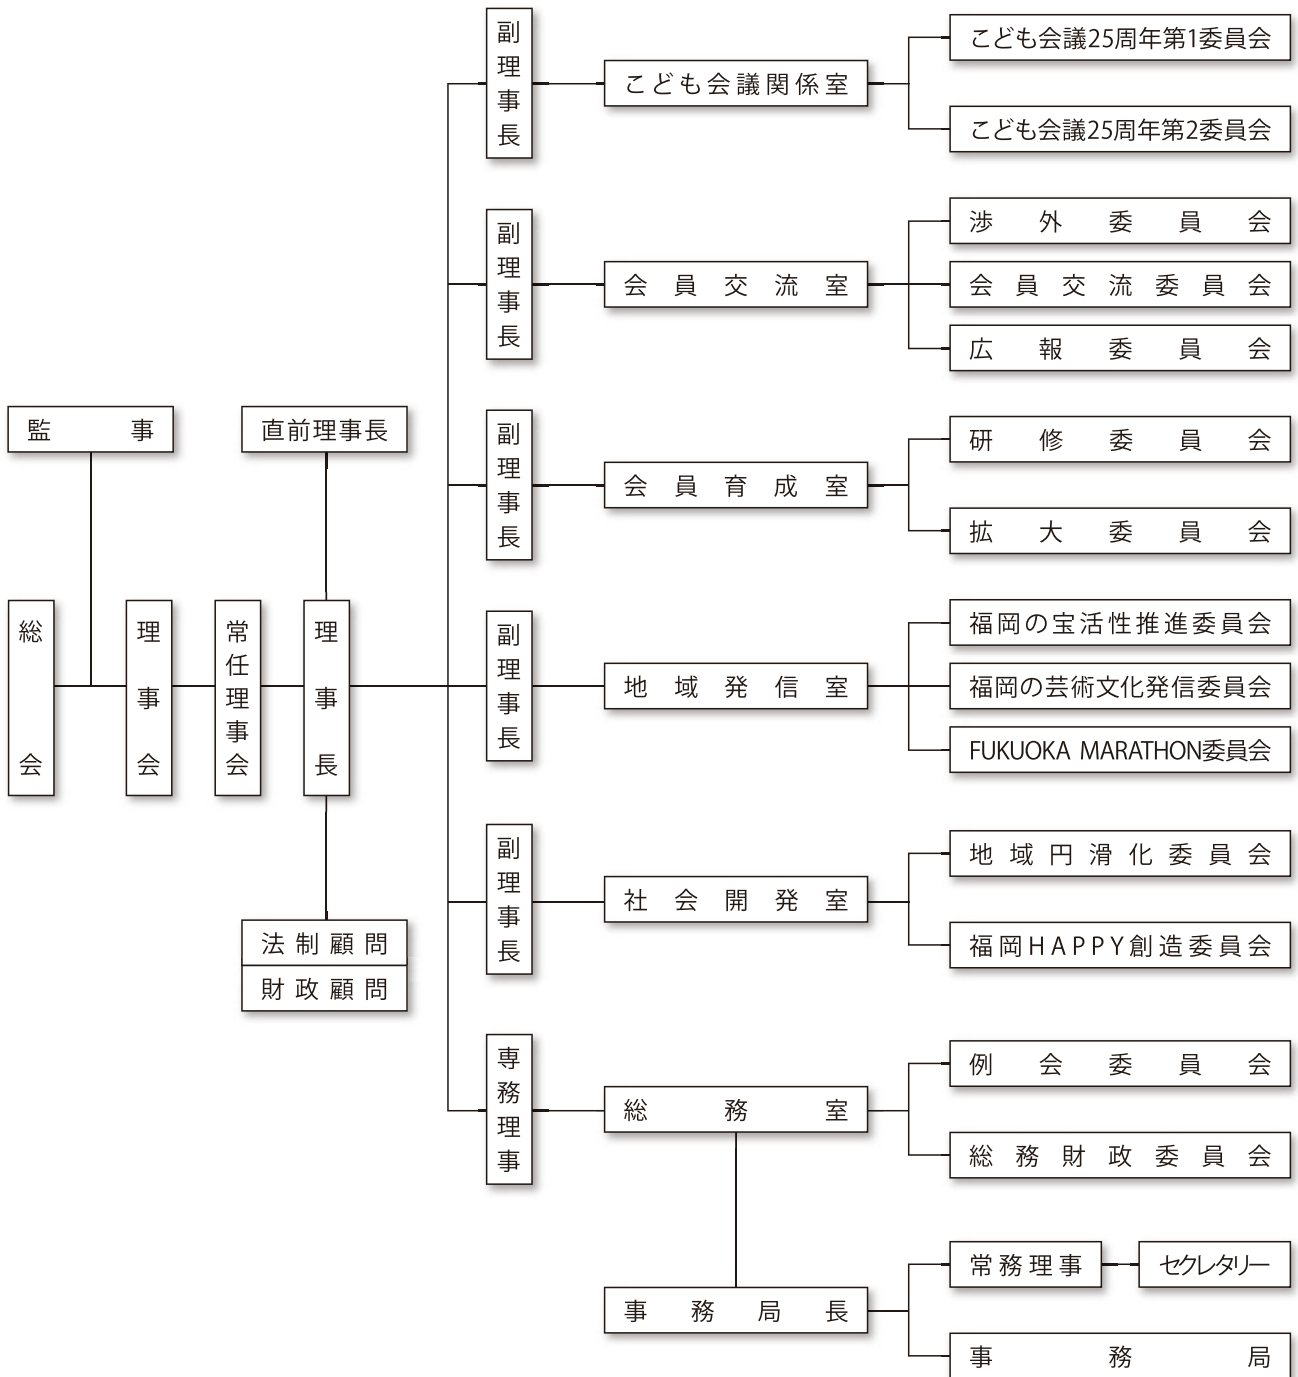 総会
監事
理事会
常任理事会
直前理事長
理事長
法制顧問
財政顧問
副理事長
こども会議関係室
こども会議25周年第1委員会
こども会議25周年第2委員会
副理事長
会員交流室
渉外委員会
会員交流委員会
広報委員会
副理事長
会員育成室
研修委員会
拡大委員会
副理事長
地域発信室
福岡の宝活性推進委員会
福岡の芸術文化発信委員会
FUKUOKA MARATHON委員会
副理事長
社会開発室
地域円滑化委員会
福岡HAPPY創造委員会
専務理事
総務室
例会委員会
総務財政委員会
事務局長
常務理事
セクレタリー
事務局